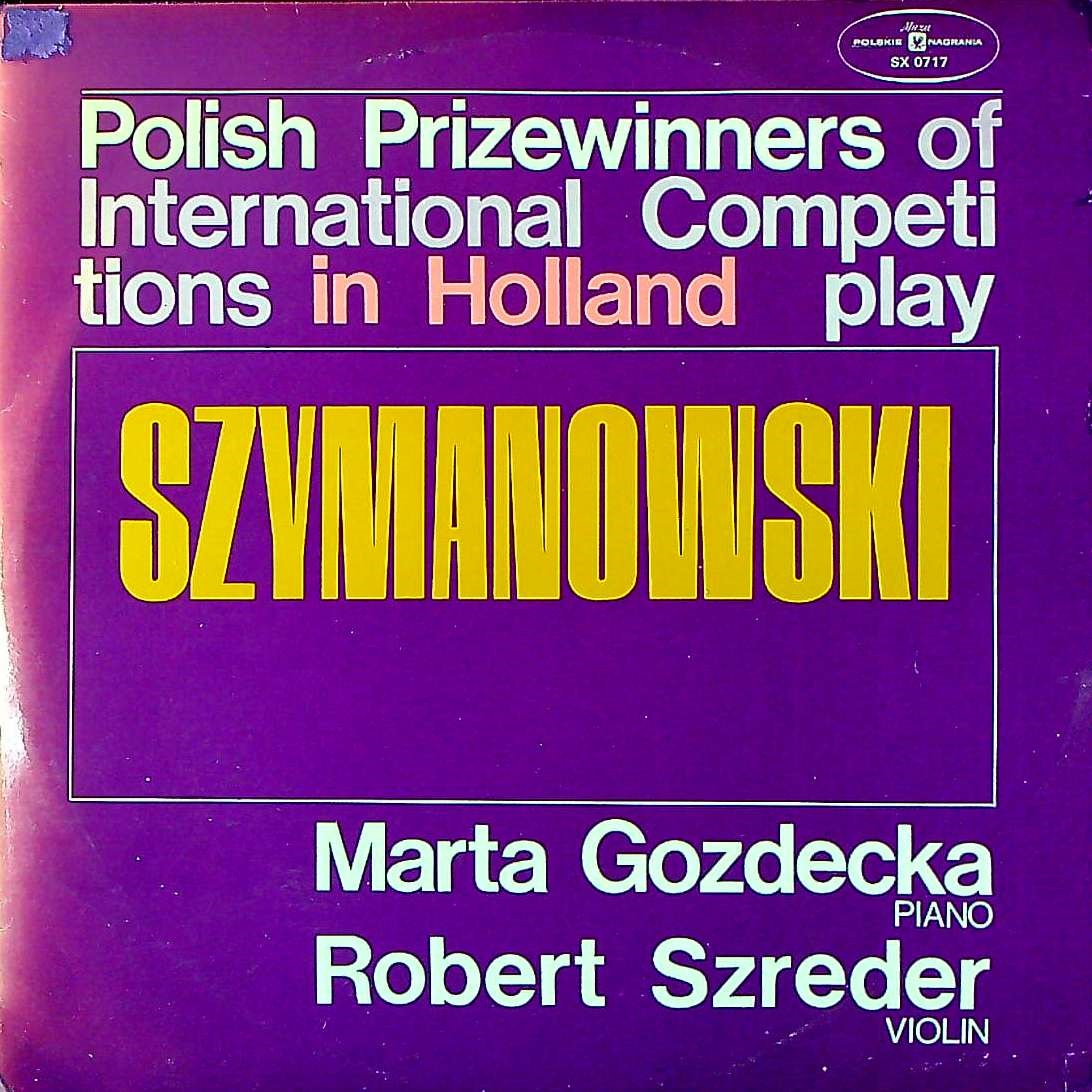 Muza
POLSKIE NAGRANIA
SX 0717
Polish Prizewinners of
International Competi
tions in Holland play
SZYMANOWSKI
Marta Gozdecka
PIANO
Robert Szreder
VIOLIN